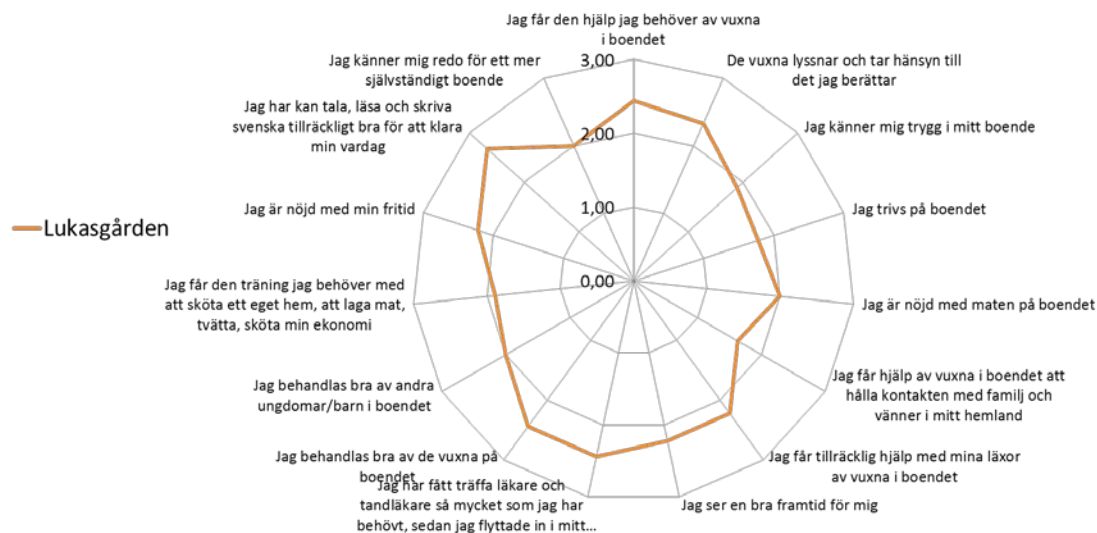 Jag får den hjälp jag behöver av vuxna
i boendet
De vuxna lyssnar och tar hänsyn till
det jag berättar
Jag känner mig trygg i mitt boende
Jag trivs på boendet
Jag är nöjd med maten på boendet
Jag får hjälp av vuxna i boendet att
hålla kontakten med familj och
vänner i mitt hemland
Jag får tillräcklig hjälp med mina läxor
av vuxna i boendet
Jag ser en bra framtid för mig
Jag har fått träffa läkare och
tandläkare så mycket som jag har
behövt, sedan jag flyttade in i mitt...
Jag behandlas bra av de vuxna på
boendet
Jag behandlas bra av andra
ungdomar/barn i boendet
Jag får den träning jag behöver med
att sköta ett eget hem, att laga mat,
tvätta, sköta min ekonomi
Jag är nöjd med min fritid
Jag har kan tala, läsa och skriva
svenska tillräckligt bra för att klara
min vardag
Jag känner mig redo för ett mer
självständigt boende
3,00
2,00
1,00
0,00
Lukasgården